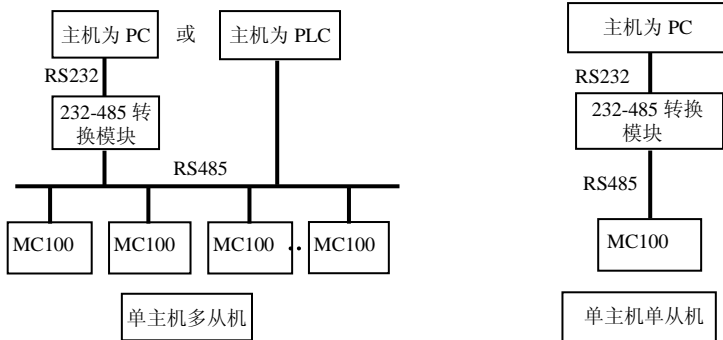 主机为 PC 或 主机为 PLC
RS232
232-485 转
换模块
RS485
MC100 MC100 MC100 .. MC100
单主机多从机
主机为 PC
RS232
232-485 转换
模块
RS485
MC100
单主机单从机